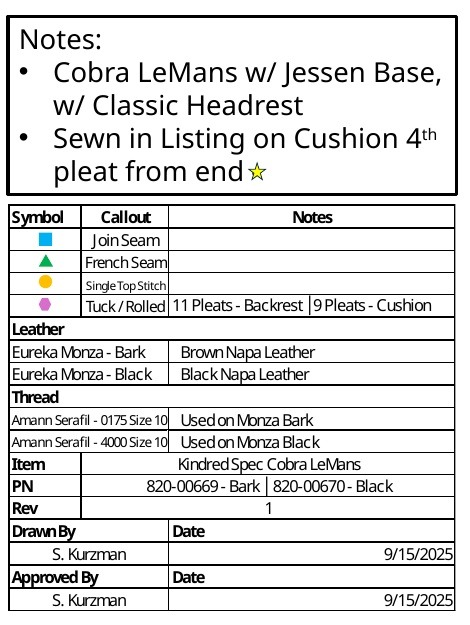 Notes:
• Cobra LeMans w/ Jessen Base,
w/ Classic Headrest
• Sewn in Listing on Cushion 4th
pleat from end
Symbol Callout Notes
Join Seam
French Seam
Single Top Stitch
Tuck / Rolled 11 Pleats - Backrest | 9 Pleats - Cushion
Leather
Eureka Monza - Bark Brown Napa Leather
Eureka Monza - Black Black Napa Leather
Thread
Amann Serafil - 0175 Size 10 Used on Monza Bark
Amann Serafil - 4000 Size 10 Used on Monza Black
Item Kindred Spec Cobra LeMans
PN 820-00669 - Bark | 820-00670 - Black
Rev 1
Drawn By Date
S. Kurzman 9/15/2025
Approved By Date
S. Kurzman 9/15/2025